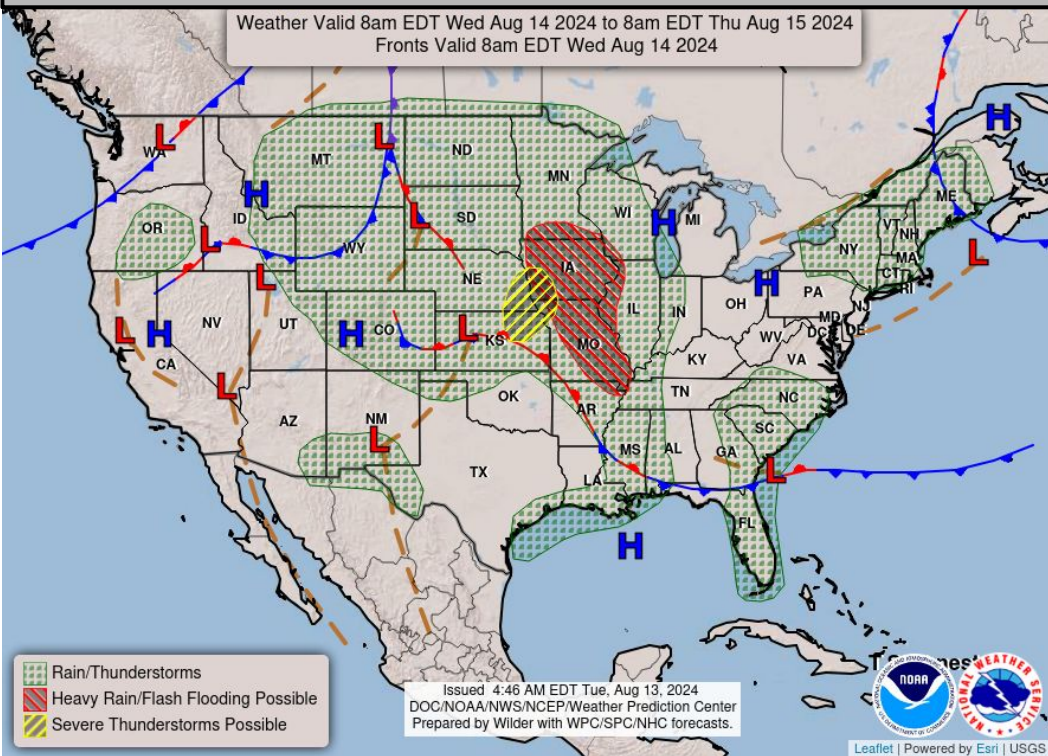 Weather Valid 8am EDT Wed Aug 14 2024 to 8am EDT Thu Aug 15 2024
Fronts Valid 8am EDT Wed Aug 14 2024
WA
L
L
MT
ND
MN
H
H
ID
OR
L
WY
SD
L
WI
H
MI
ME
VT
NH
NY
MA
CT
RI
L
L
NE
IA
H
PA
NJ
OH
IL
IN
MD
DE
DC
WV
VA
L
H
NV
UT
H
CO
L
KS
MO
KY
CA
L
AZ
NM
L
OK
AR
TN
NC
SC
TX
MS
AL
GA
L
LA
FL
H
Rain/Thunderstorms
Heavy Rain/Flash Flooding Possible
Severe Thunderstorms Possible
Issued 4:46 AM EDT Tue, Aug 13, 2024
DOC/NOAA/NWS/NCEP/Weather Prediction Center
Prepared by Wilder with WPC/SPC/NHC forecasts.
NOAA
NATIONAL WEATHER SERVICE
Leaflet | Powered by Esri | USGS